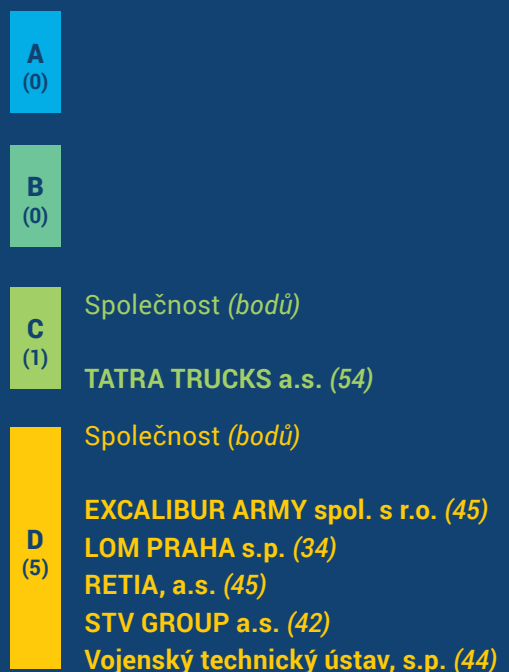 A
(0)
B
(0)
C
(1)
Společnost (bodů)
TATRA TRUCKS a.s. (54)
D
(5)
Společnost (bodů)
EXCALIBUR ARMY spol. s r.o. (45)
LOM PRAHA s.p. (34)
RETIA, a.s. (45)
STV GROUP a.s. (42)
Vojenský technický ústav, s.p. (44)